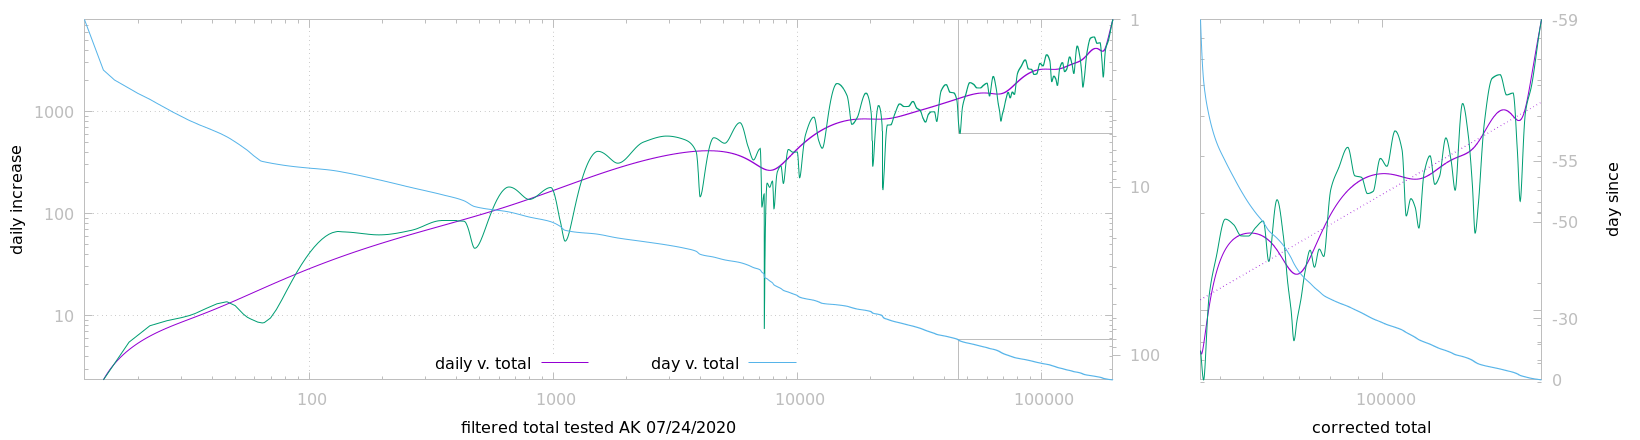 daily increase
1000
100
10
100
1000
10000
100000
filtered total tested AK 07/24/2020
daily v. total
day v. total
1
10
100
100000
corrected total
-59
-55
-50
-30
0
day since